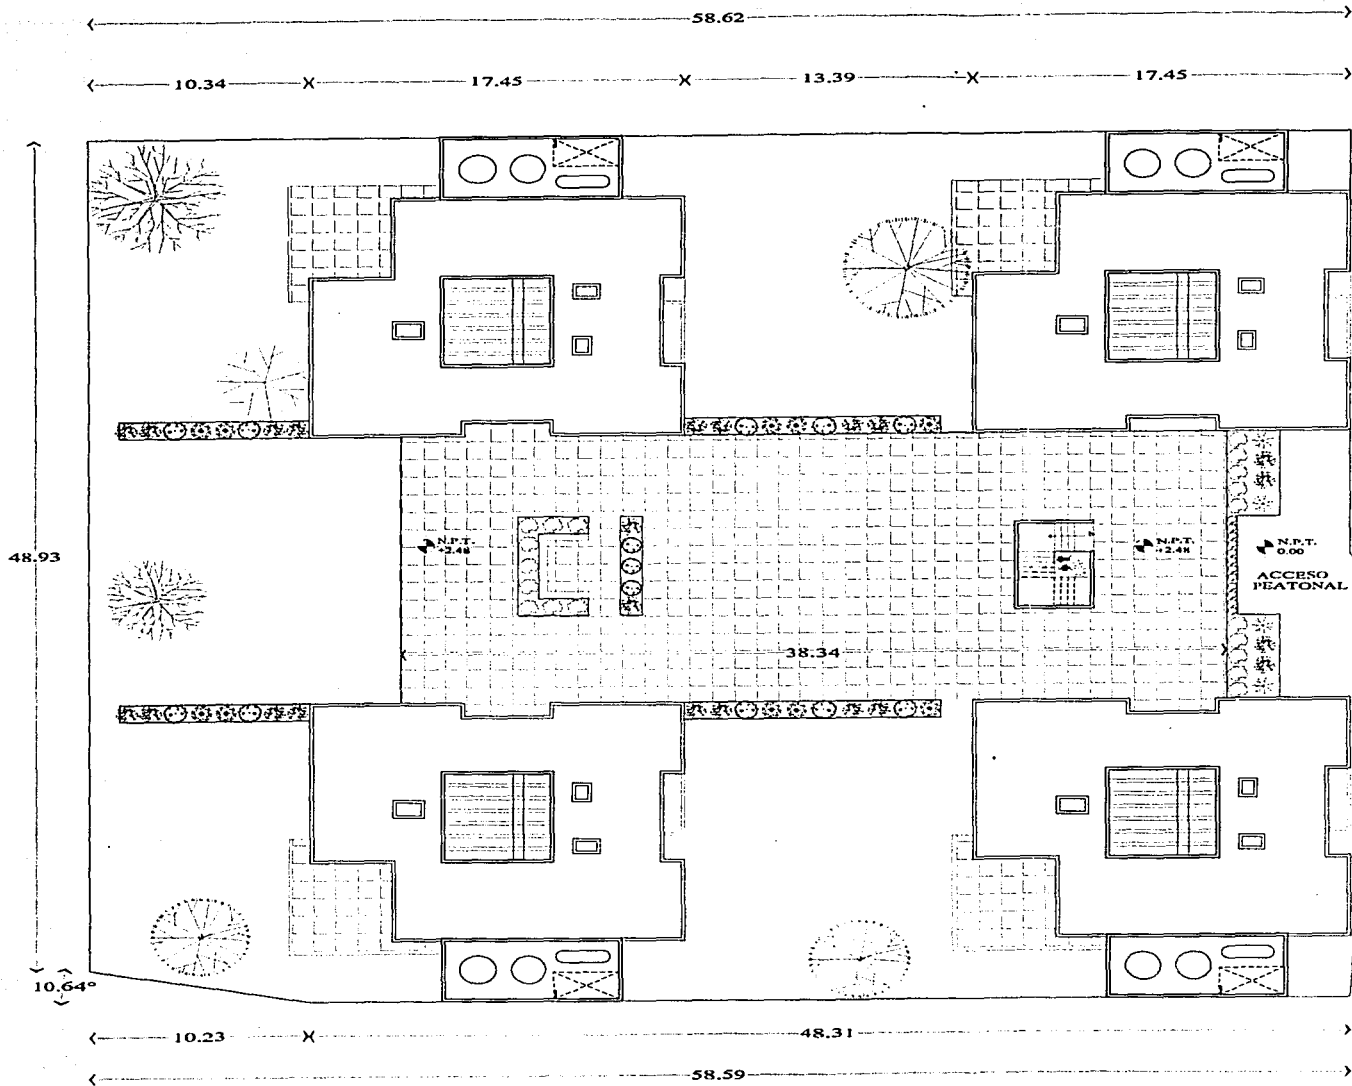 58.62
10.34
17.45
13.39
17.45
48.93
N.P.T.
+2.48
N.P.T.
+2.48
N.P.T.
0.00
ACCESO
PEATONAL
38.34
10.64°
10.23
48.31
58.59